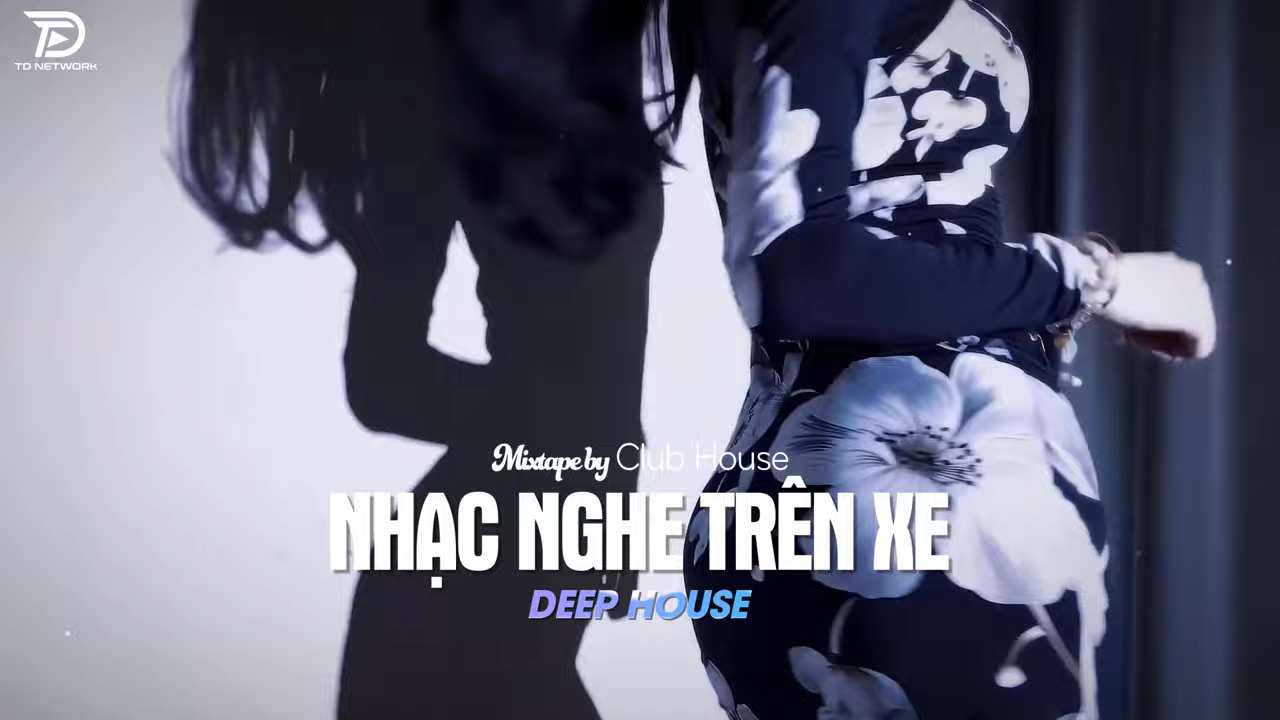 TD NETWORK
Mixtape by Club House
NHẠC NGHE TRÊN XE
DEEP HOUSE